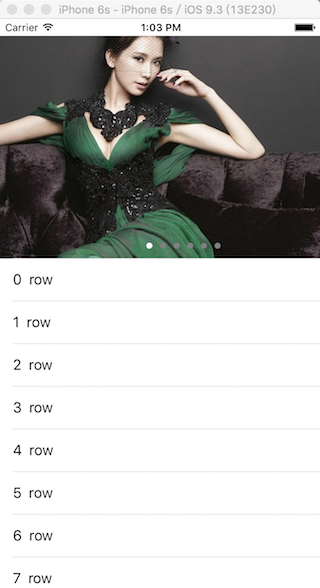 iPhone 6s - iPhone 6s / iOS 9.3 (13E230)
Carrier 1:03 PM
0 row
1 row
2 row
3 row
4 row
5 row
6 row
7 row